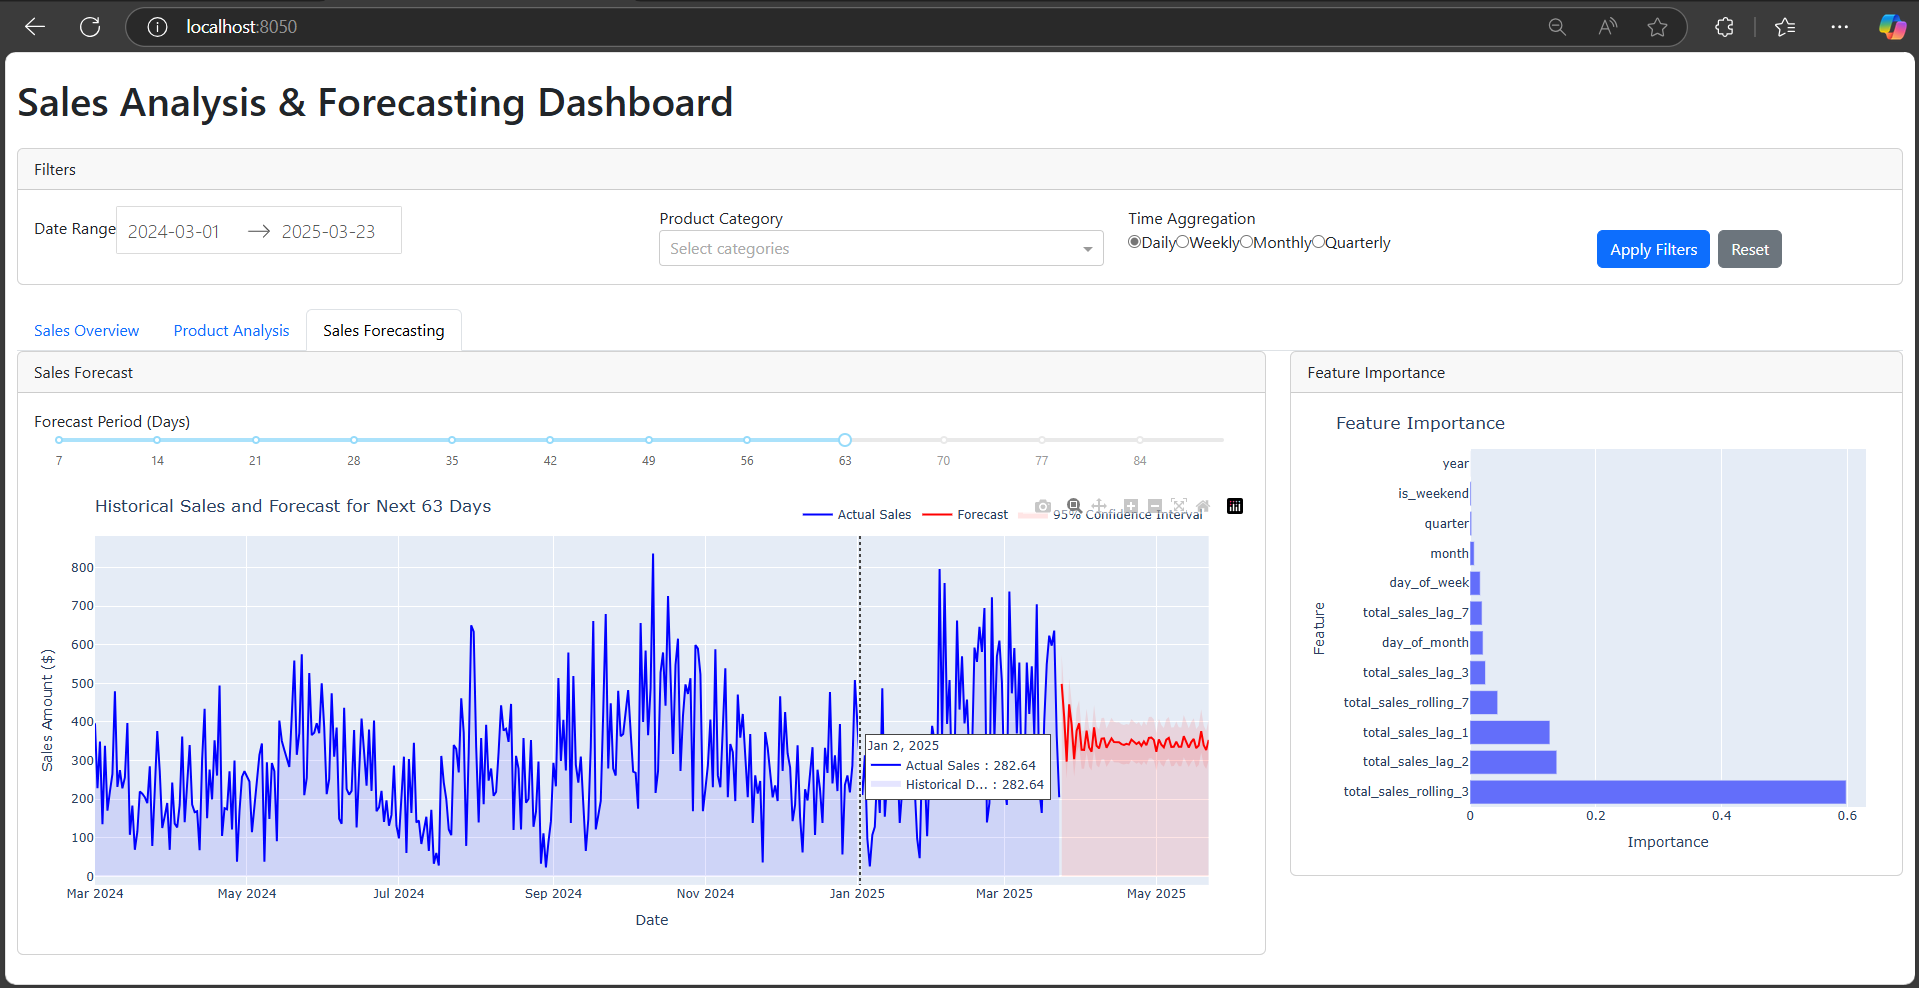 localhost:8050
Sales Analysis & Forecasting Dashboard
Filters
Date Range 2024-03-01 → 2025-03-23
Product Category
Select categories
Time Aggregation
Daily Weekly Monthly Quarterly
Apply Filters Reset
Sales Overview Product Analysis Sales Forecasting
Sales Forecast
Forecast Period (Days)
7 14 21 28 35 42 49 56 63 70 77 84
Historical Sales and Forecast for Next 63 Days
Actual Sales Forecast 95% Confidence Interval
Sales Amount ($)
800
700
600
500
400
300
200
100
0
Jan 2, 2025
Actual Sales : 282.64
Historical D... : 282.64
Mar 2024 May 2024 Jul 2024 Sep 2024 Nov 2024 Jan 2025 Mar 2025 May 2025
Date
Feature Importance
Feature Importance
Feature
year
is_weekend
quarter
month
day_of_week
total_sales_lag_7
day_of_month
total_sales_lag_3
total_sales_rolling_7
total_sales_lag_1
total_sales_lag_2
total_sales_rolling_3
0 0.2 0.4 0.6
Importance